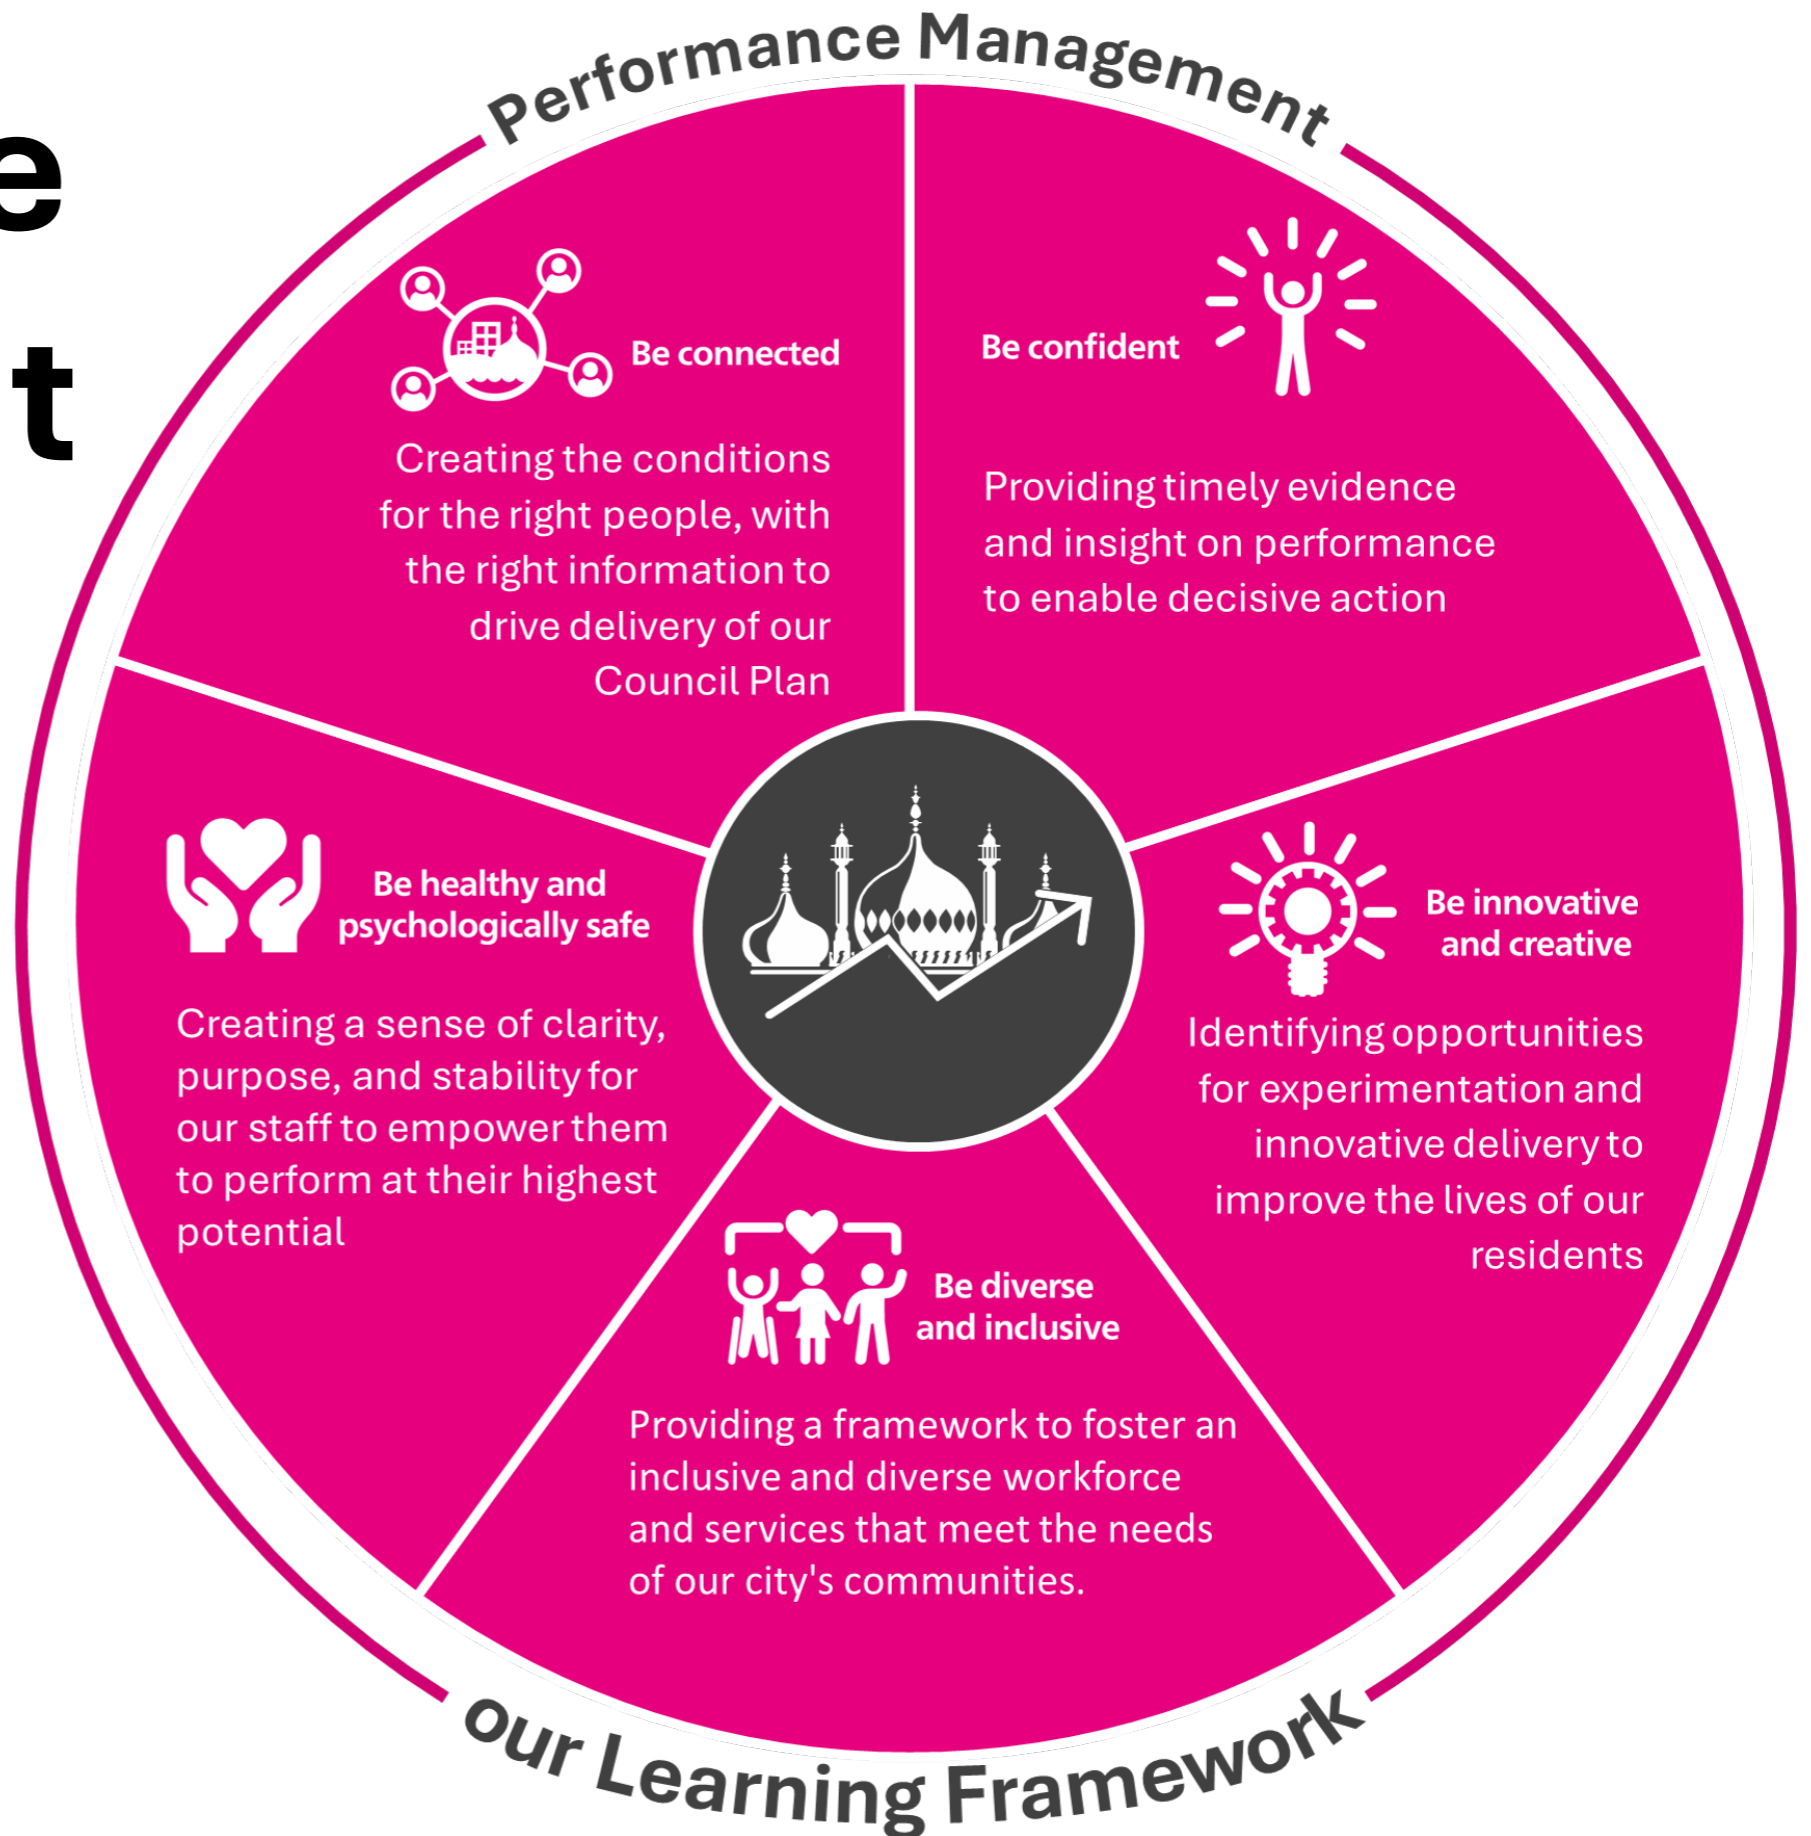 Performance Management
e
t
Be connected
Creating the conditions
for the right people, with
the right information to
drive delivery of our
Council Plan
Be confident
Providing timely evidence
and insight on performance
to enable decisive action
Be healthy and
psychologically safe
Creating a sense of clarity,
purpose, and stability for
our staff to empower them
to perform at their highest
potential
Be innovative
and creative
Identifying opportunities
for experimentation and
innovative delivery to
improve the lives of our
residents
Be diverse
and inclusive
Providing a framework to foster an
inclusive and diverse workforce
and services that meet the needs
of our city's communities.
our Learning Framework